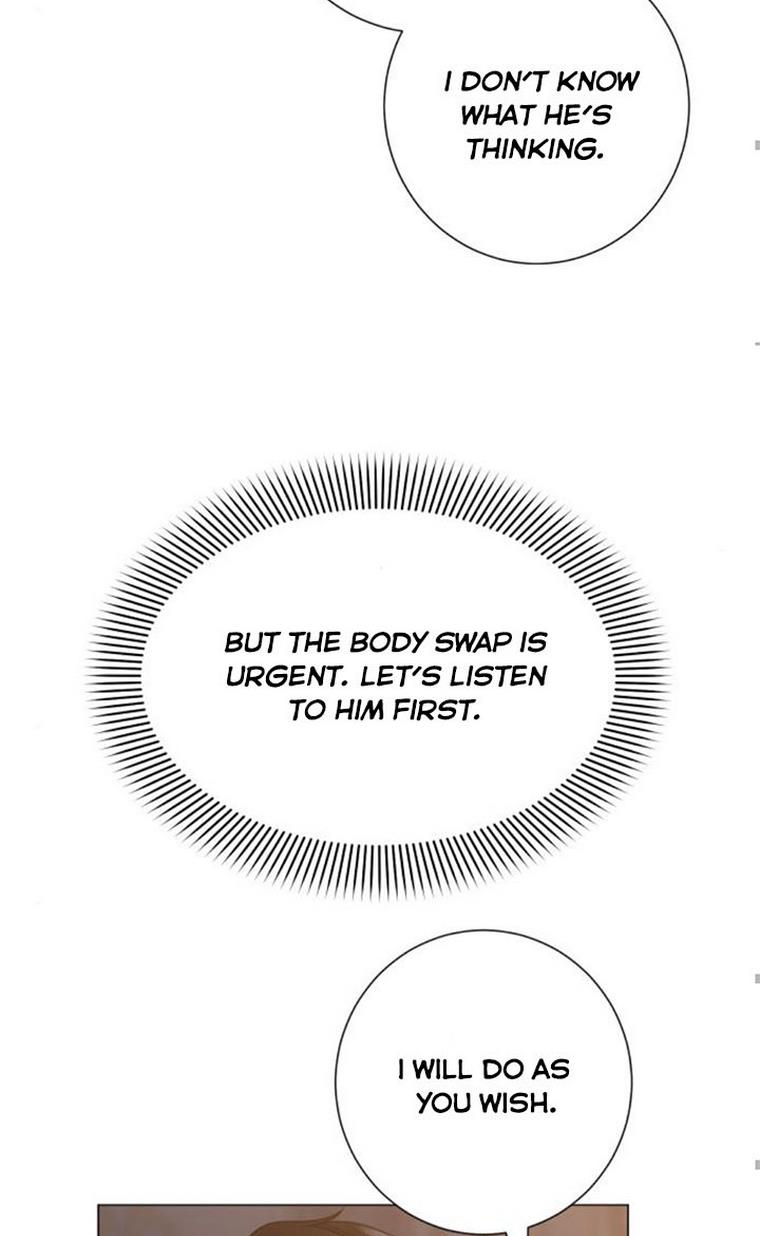 I DON'T KNOW
WHAT HE'S
THINKING.
BUT THE BODY SWAP IS
URGENT. LET'S LISTEN
TO HIM FIRST.
I WILL DO AS
YOU WISH.